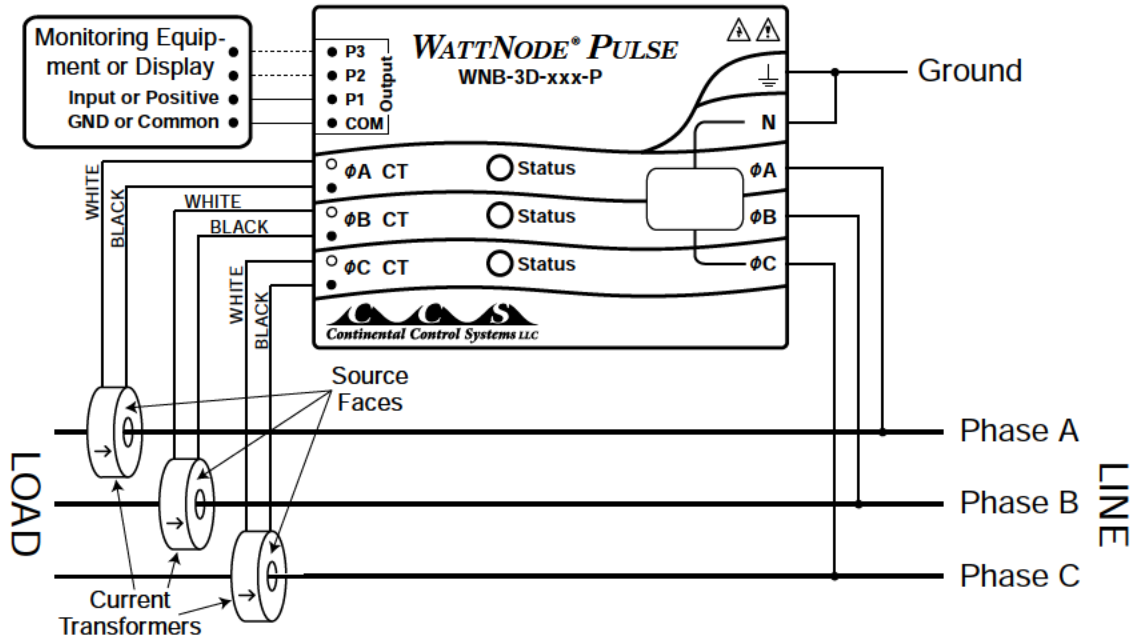 Monitoring Equip-
ment or Display
Input or Positive
GND or Common
P3
P2
P1
COM
Output
WATTNODE® PULSE
WNB-3D-xxx-P
Ground
N
ϕA CT
Status
ϕA
ϕB CT
Status
ϕB
ϕC CT
Status
ϕC
WHITE
BLACK
WHITE
BLACK
WHITE
BLACK
C C S
Continental Control Systems LLC
Source
Faces
Phase A
Phase B
Phase C
LOAD
LINE
Current
Transformers